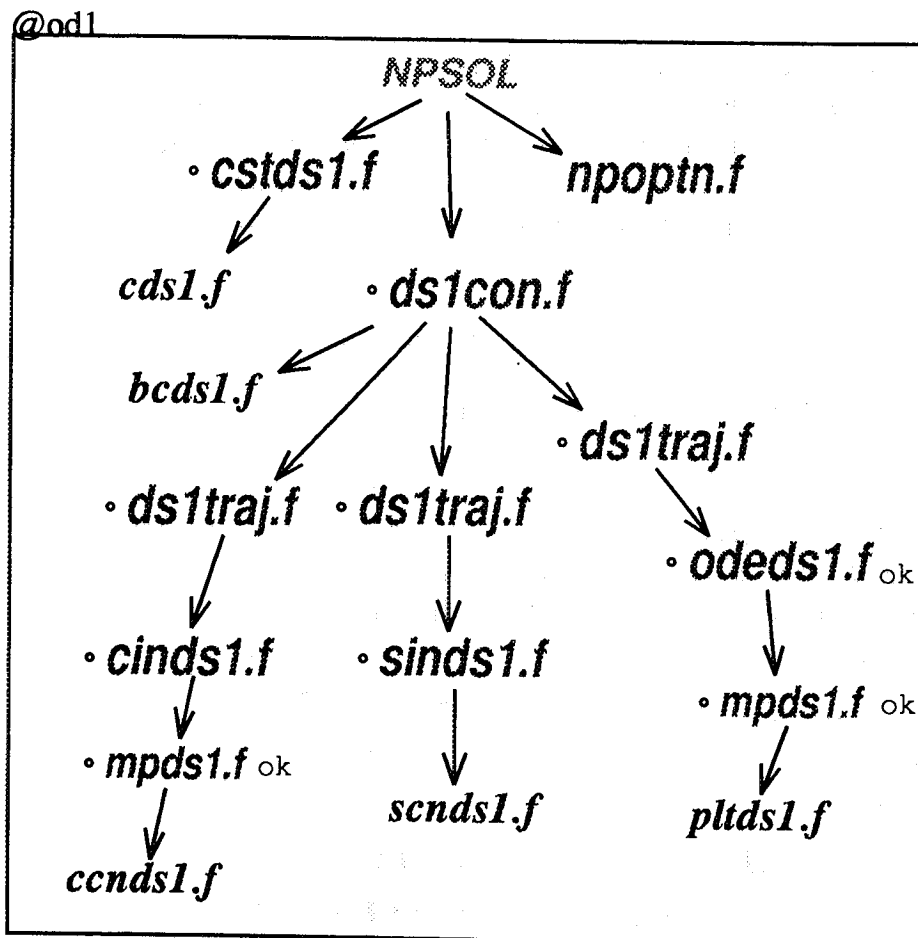 @od1
NPSOL
∘ cstds1.f npoptn.f
cds1.f ∘ ds1con.f
bcds1.f
∘ ds1traj.f
∘ ds1traj.f ∘ ds1traj.f
∘ odeds1.f ok
∘ cinds1.f ∘ sinds1.f
∘ mpds1.f ok
∘ mpds1.f ok
scnds1.f pltds1.f
ccnds1.f